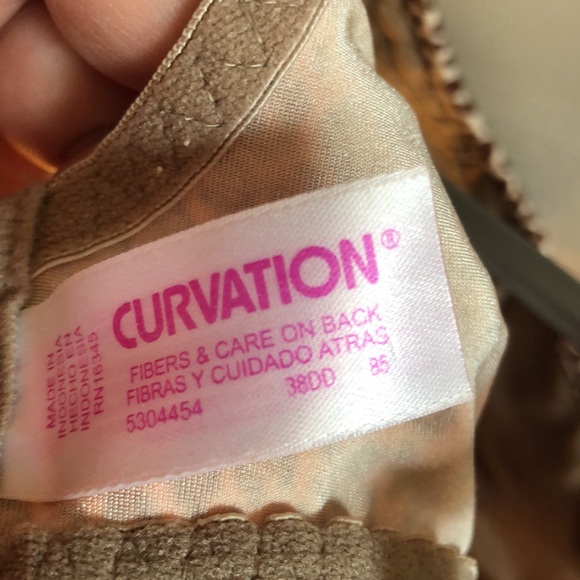 CURVATION®
FIBERS & CARE ON BACK
FIBRAS Y CUIDADO ATRAS
5304454 38DD 85
MADE IN
INDONESIA
HECHO EN
INDONESIA
RN16345